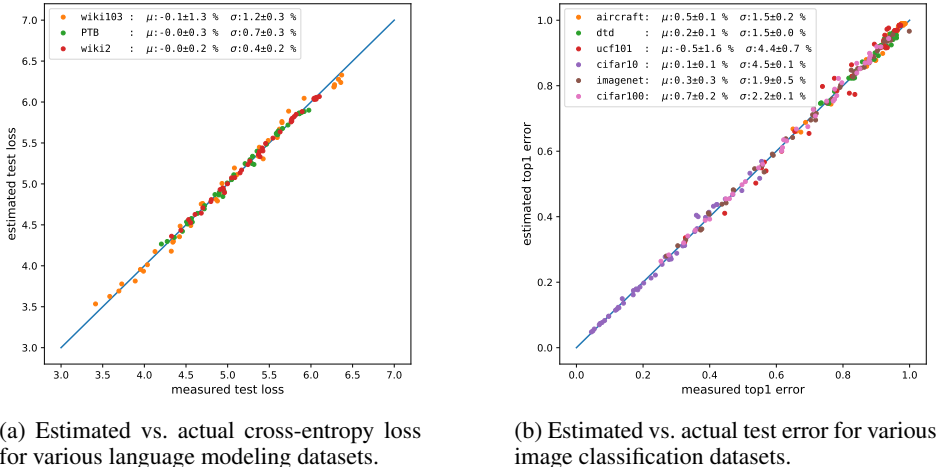 7.0
6.5
6.0
5.5
5.0
4.5
4.0
3.5
3.0
estimated test loss
wiki103 : μ:-0.1±1.3 % σ:1.2±0.3 %
PTB : μ:-0.0±0.3 % σ:0.7±0.3 %
wiki2 : μ:-0.0±0.2 % σ:0.4±0.2 %
3.0 3.5 4.0 4.5 5.0 5.5 6.0 6.5 7.0
measured test loss
(a) Estimated vs. actual cross-entropy loss
for various language modeling datasets.
1.0
0.8
0.6
0.4
0.2
0.0
estimated top1 error
aircraft: μ:0.5±0.1 % σ:1.5±0.2 %
dtd : μ:0.2±0.1 % σ:1.5±0.0 %
ucf101 : μ:-0.5±1.6 % σ:4.4±0.7 %
cifar10 : μ:0.1±0.1 % σ:4.5±0.1 %
imagenet: μ:0.3±0.3 % σ:1.9±0.5 %
cifar100: μ:0.7±0.2 % σ:2.2±0.1 %
0.0 0.2 0.4 0.6 0.8 1.0
measured top1 error
(b) Estimated vs. actual test error for various
image classification datasets.